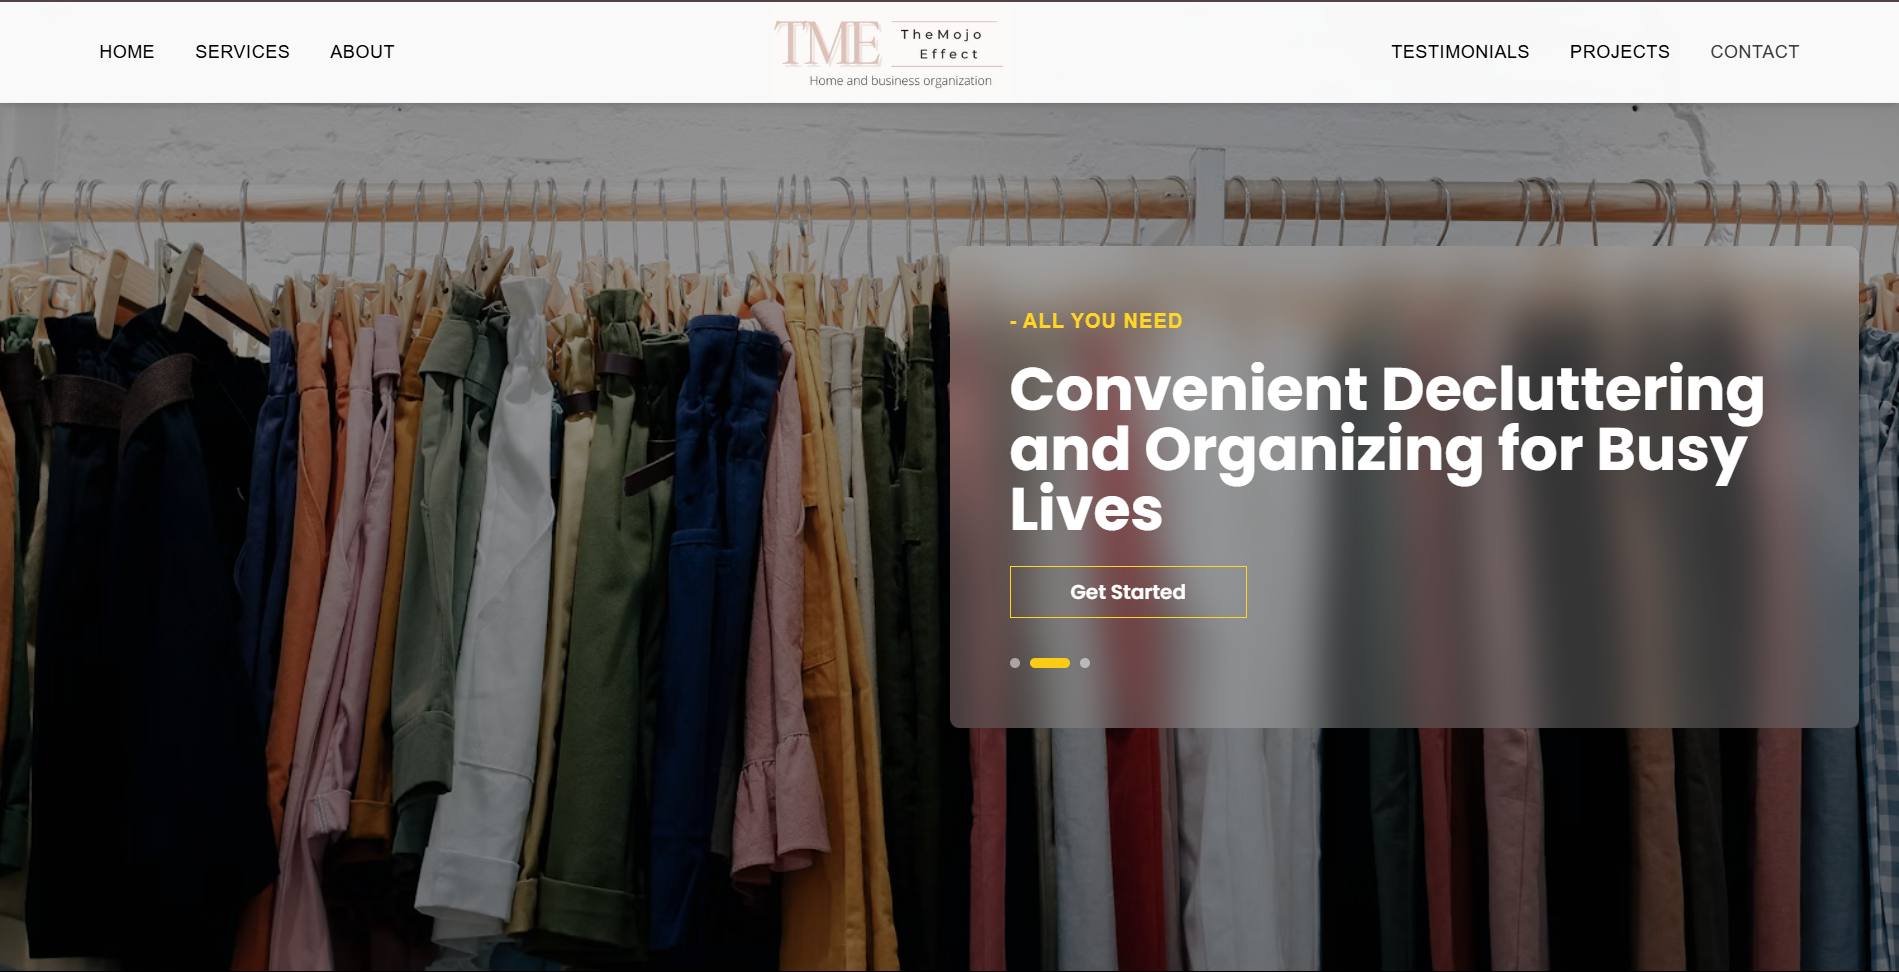 HOME
SERVICES
ABOUT
TME
TheMojo
Effect
Home and business organization
TESTIMONIALS
PROJECTS
CONTACT
- ALL YOU NEED
Convenient Decluttering
and Organizing for Busy
Lives
Get Started